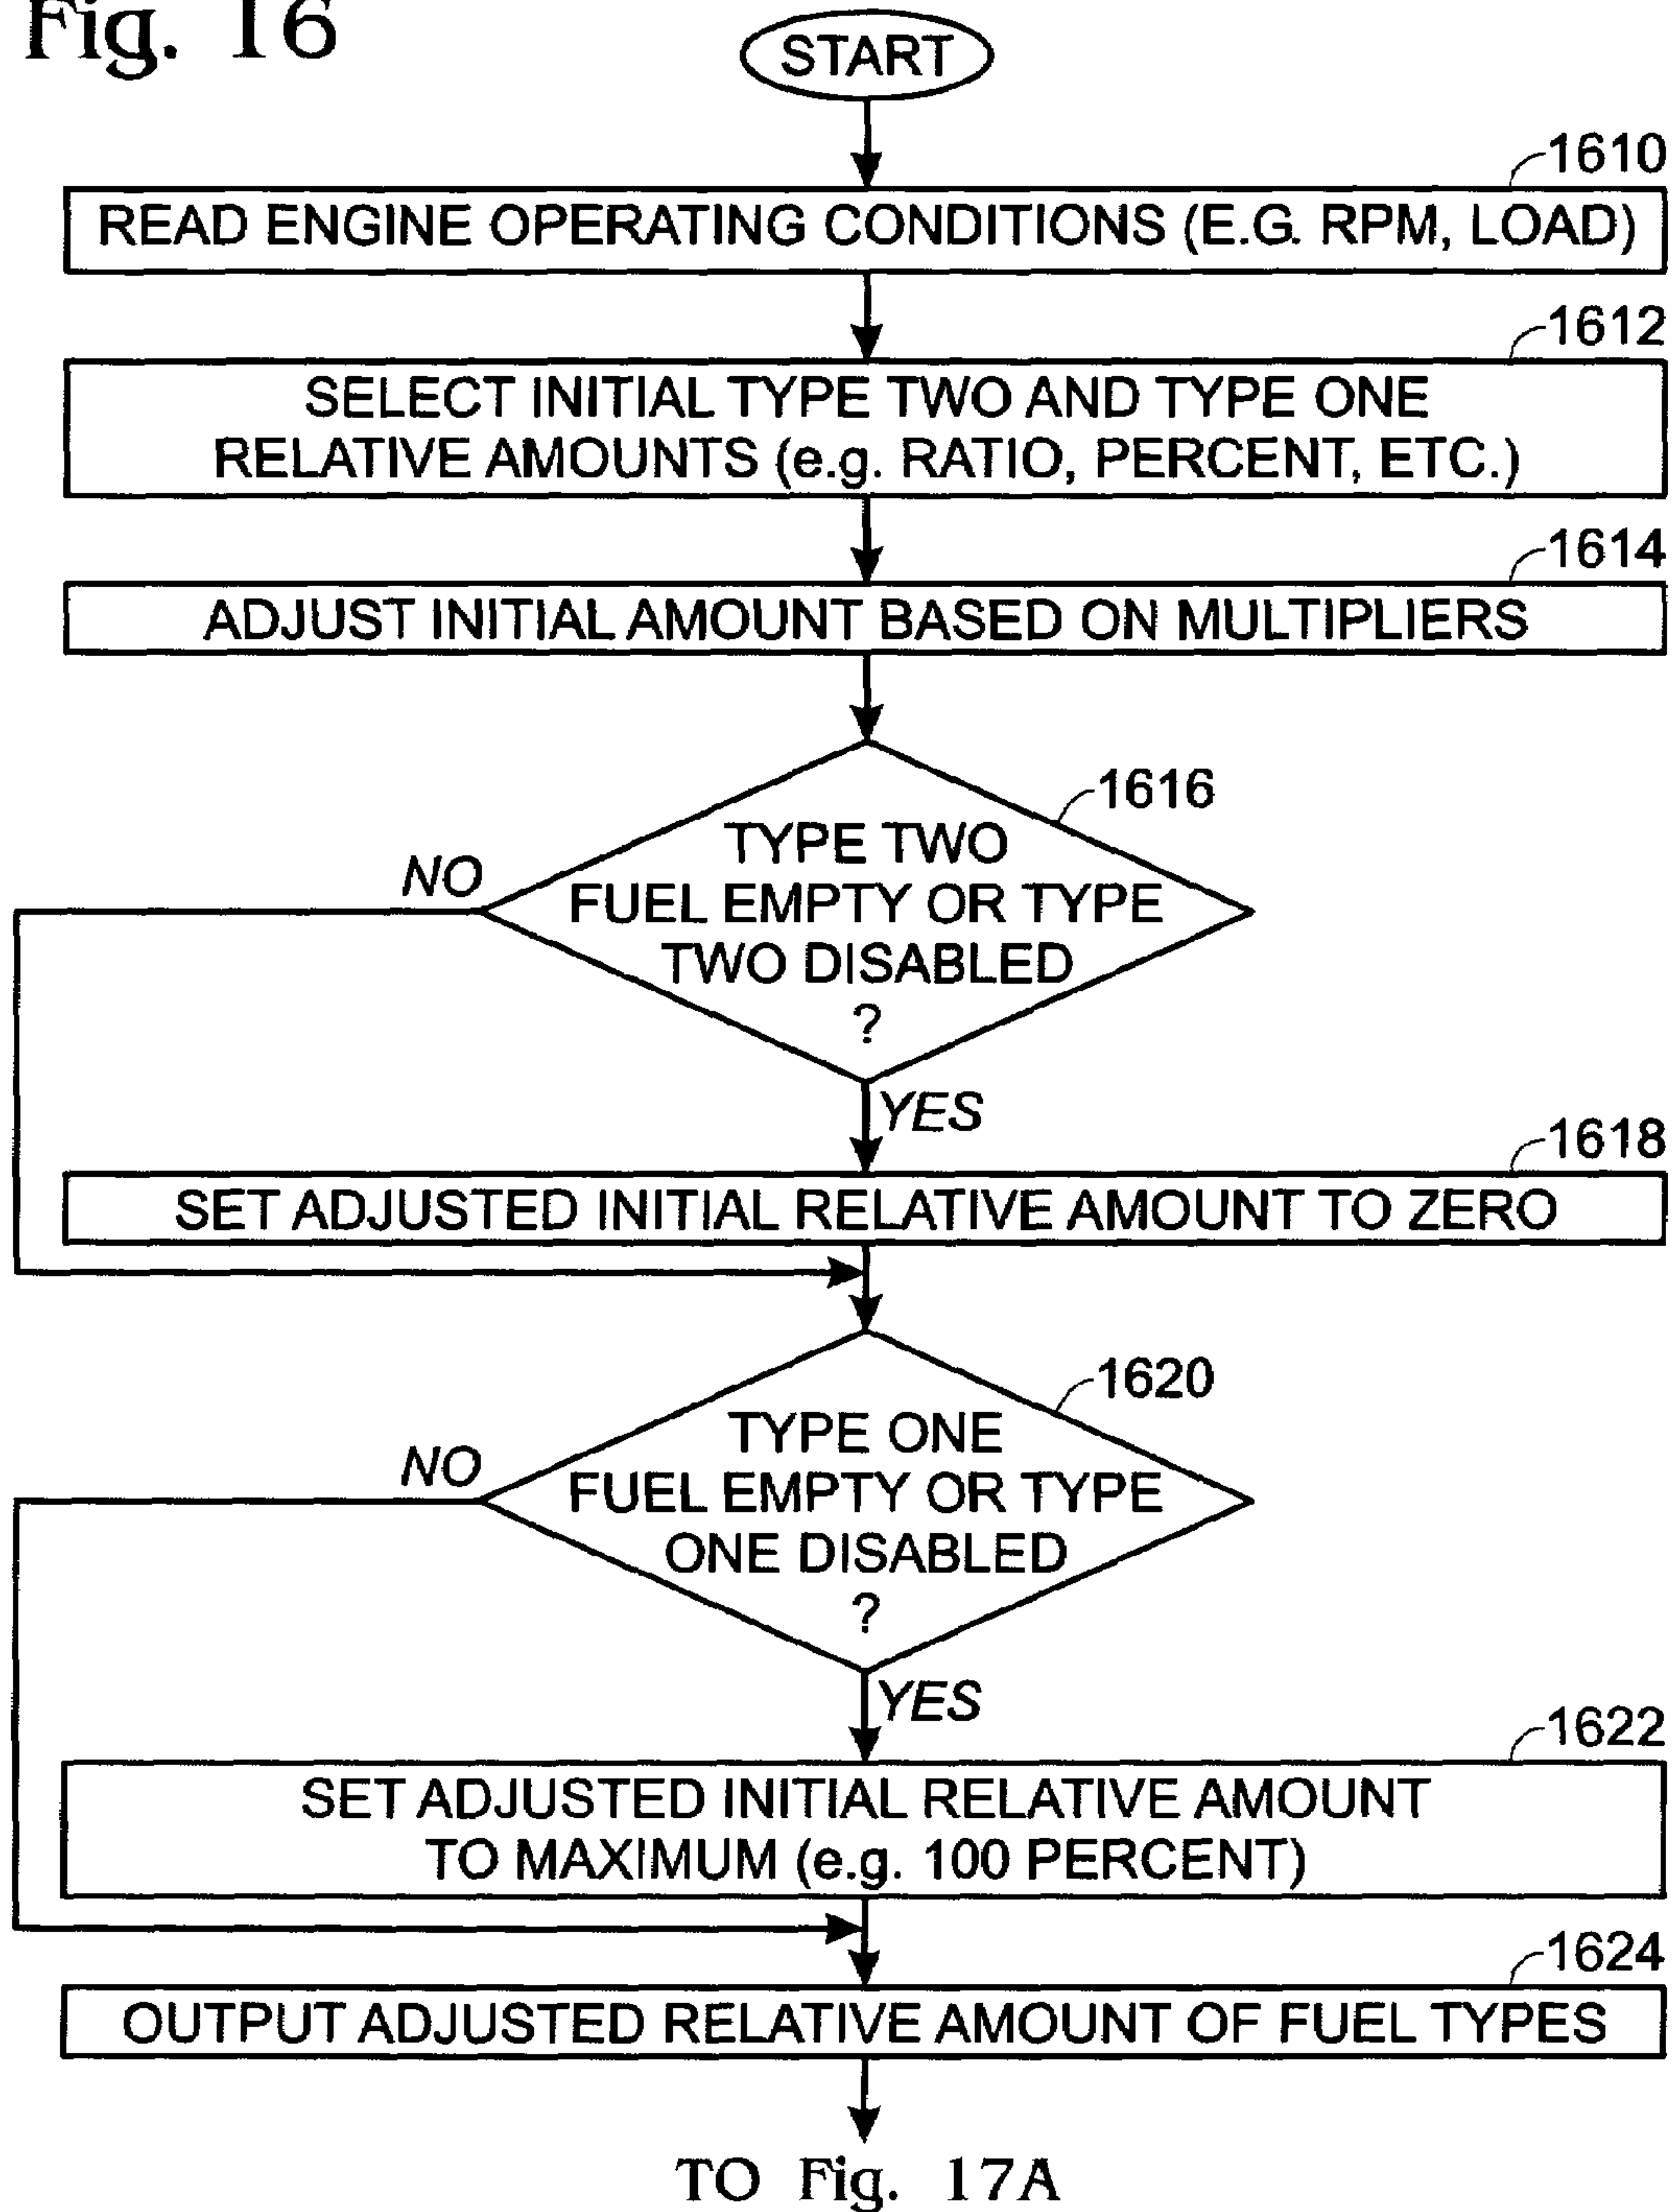 Fig. 16
START
1610
READ ENGINE OPERATING CONDITIONS (E.G. RPM, LOAD)
1612
SELECT INITIAL TYPE TWO AND TYPE ONE
RELATIVE AMOUNTS (e.g. RATIO, PERCENT, ETC.)
1614
ADJUST INITIAL AMOUNT BASED ON MULTIPLIERS
1616
TYPE TWO
FUEL EMPTY OR TYPE
TWO DISABLED
?
NO
YES
1618
SET ADJUSTED INITIAL RELATIVE AMOUNT TO ZERO
1620
TYPE ONE
FUEL EMPTY OR TYPE
ONE DISABLED
?
NO
YES
1622
SET ADJUSTED INITIAL RELATIVE AMOUNT
TO MAXIMUM (e.g. 100 PERCENT)
1624
OUTPUT ADJUSTED RELATIVE AMOUNT OF FUEL TYPES
TO Fig. 17A